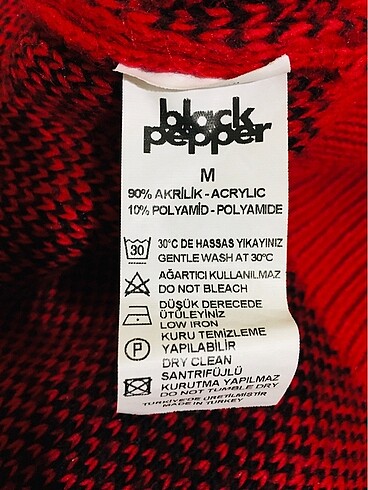 black
pepper
M
90% AKRİLİK - ACRYLIC
10% POLYAMİD - POLYAMIDE
30
30°C DE HASSAS YIKAYINIZ
GENTLE WASH AT 30°C
AĞARTICI KULLANILMAZ
DO NOT BLEACH
DÜŞÜK DERECEDE
ÜTÜLEYİNİZ
LOW IRON
KURU TEMİZLEME
P
YAPILABİLİR
DRY CLEAN
SANTRİFÜJLÜ
KURUTMA YAPILMAZ
DO NOT TUMBLE DRY
TÜRKİYE'DE ÜRETİLMİŞTİR
MADE IN TURKEY